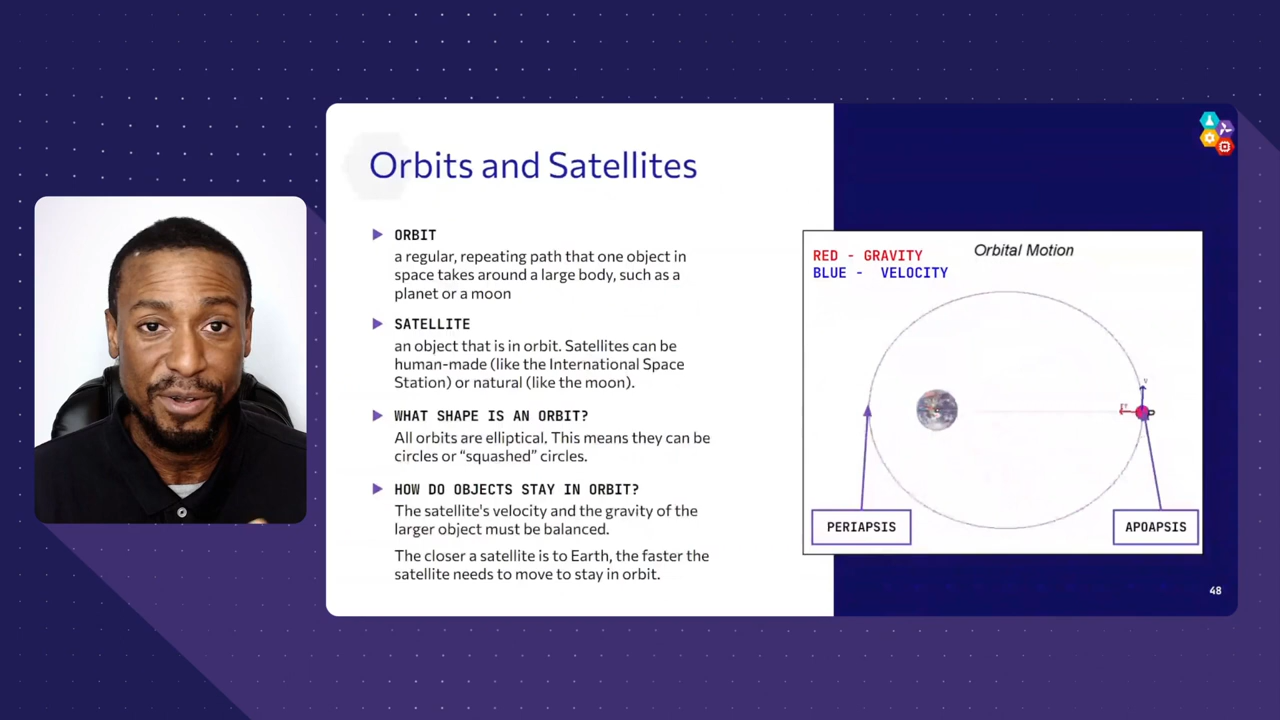 Orbits and Satellites
ORBIT
a regular, repeating path that one object in
space takes around a large body, such as a
planet or a moon
SATELLITE
an object that is in orbit. Satellites can be
human-made (like the International Space
Station) or natural (like the moon).
WHAT SHAPE IS AN ORBIT?
All orbits are elliptical. This means they can be
circles or “squashed” circles.
HOW DO OBJECTS STAY IN ORBIT?
The satellite's velocity and the gravity of the
larger object must be balanced.
The closer a satellite is to Earth, the faster the
satellite needs to move to stay in orbit.
Orbital Motion
RED - GRAVITY
BLUE - VELOCITY
PERIAPSIS
APOAPSIS
48